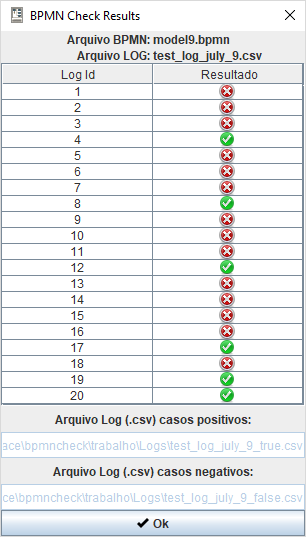 BPMN Check Results
Arquivo BPMN: model9.bpmn
Arquivo LOG: test_log_july_9.csv
Log Id Resultado
1
2
3
4
5
6
7
8
9
10
11
12
13
14
15
16
17
18
19
20
Arquivo Log (.csv) casos positivos:
ace\bpmncheck\trabalho\Logs\test_log_july_9_true.csv
Arquivo Log (.csv) casos negativos:
ce\bpmncheck\trabalho\Logs\test_log_july_9_false.csv
Ok